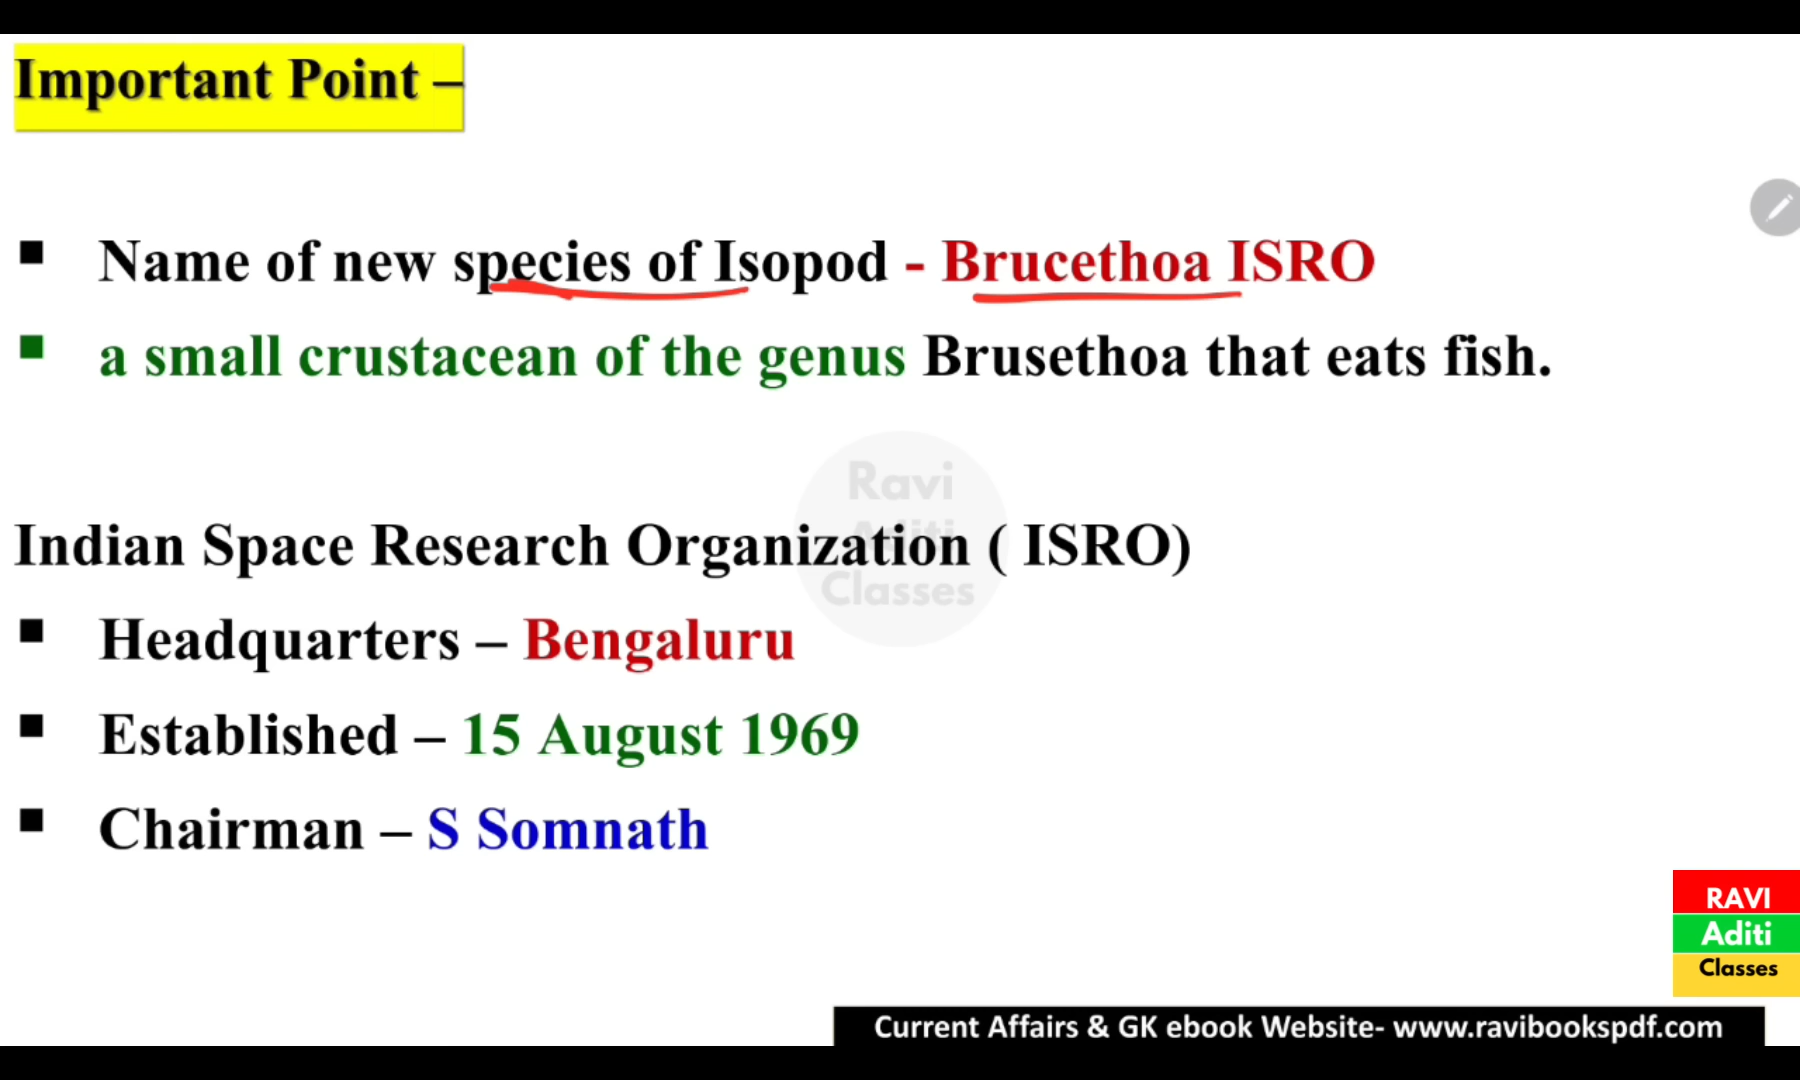 Important Point –
▪ Name of new species of Isopod - Brucethoa ISRO
▪ a small crustacean of the genus Brusethoa that eats fish.
Ravi
Aditi
Classes
Indian Space Research Organization ( ISRO)
▪ Headquarters – Bengaluru
▪ Established – 15 August 1969
▪ Chairman – S Somnath
RAVI
Aditi
Classes
Current Affairs & GK ebook Website- www.ravibookspdf.com